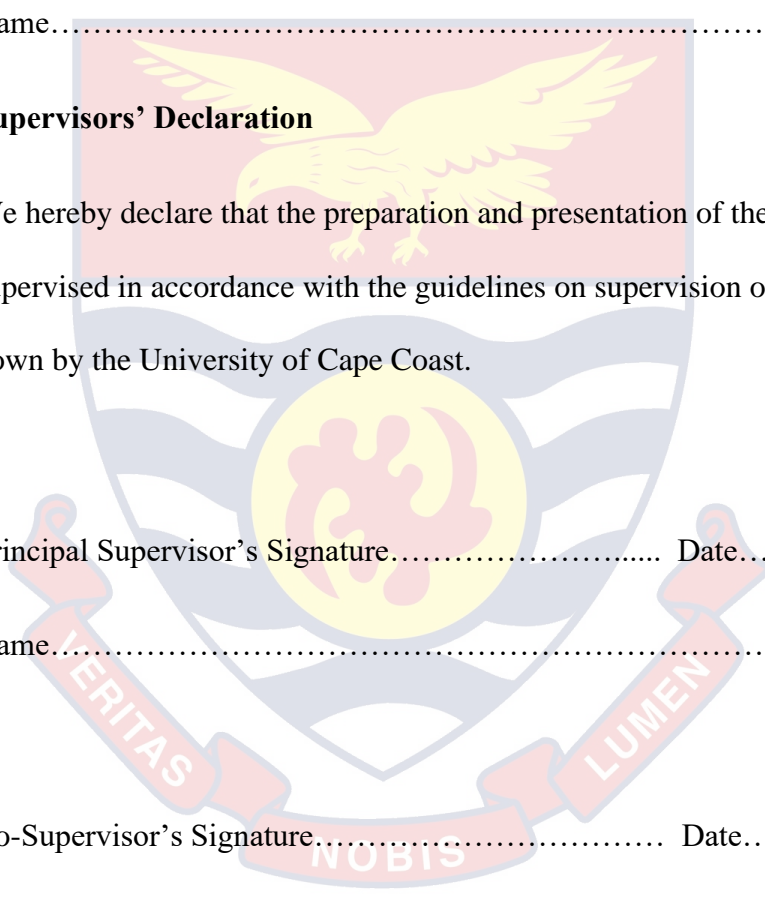 ame……………………………………………………………
upervisors’ Declaration
e hereby declare that the preparation and presentation of the
pervised in accordance with the guidelines on supervision o
own by the University of Cape Coast.
rincipal Supervisor’s Signature…………………...... Date…
ame……………………………………………………………
VERITAS
LUMEN
o-Supervisor’s Signature…………………………… Date…
NOBIS